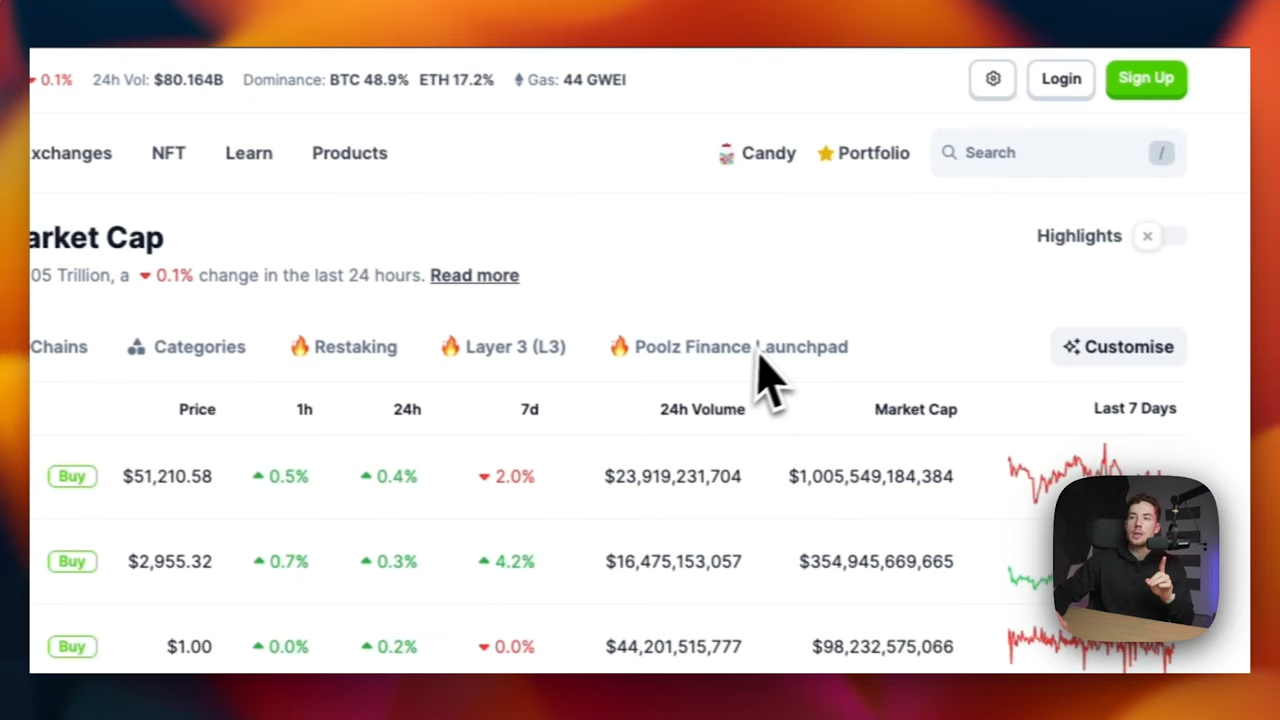 0.1% 24h Vol: $80.164B Dominance: BTC 48.9% ETH 17.2% Gas: 44 GWEI Login Sign Up
xchanges NFT Learn Products Candy Portfolio Search /
arket Cap Highlights
05 Trillion, a 0.1% change in the last 24 hours. Read more
Chains Categories Restaking Layer 3 (L3) Poolz Finance Launchpad Customise
Price 1h 24h 7d 24h Volume Market Cap Last 7 Days
Buy $51,210.58 0.5% 0.4% 2.0% $23,919,231,704 $1,005,549,184,384
Buy $2,955.32 0.7% 0.3% 4.2% $16,475,153,057 $354,945,669,665
Buy $1.00 0.0% 0.2% 0.0% $44,201,515,777 $98,232,575,066